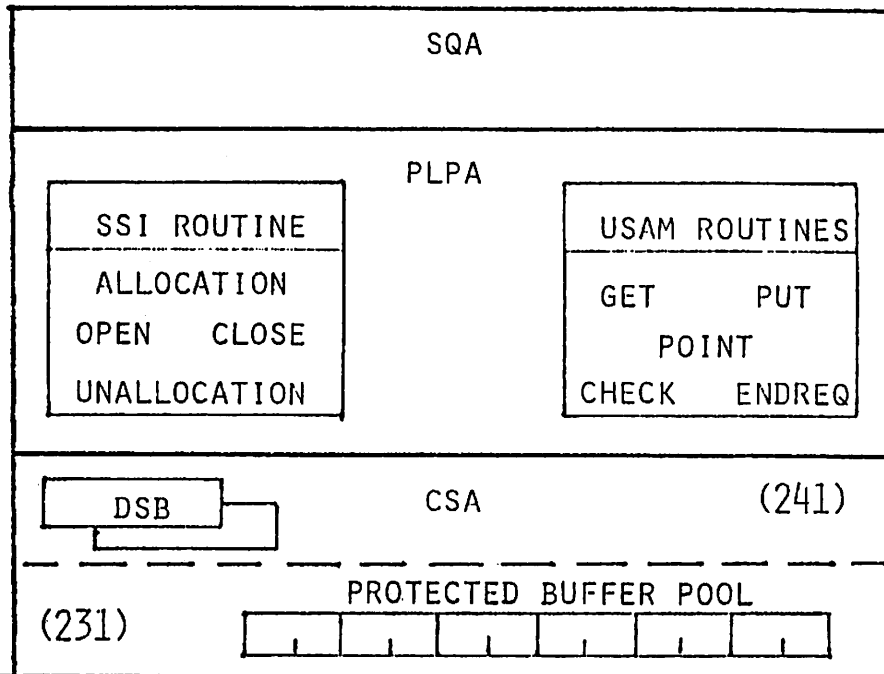 SQA
PLPA
SSI ROUTINE
ALLOCATION
OPEN CLOSE
UNALLOCATION
USAM ROUTINES
GET PUT
POINT
CHECK ENDREQ
DSB
CSA
(241)
PROTECTED BUFFER POOL
(231)